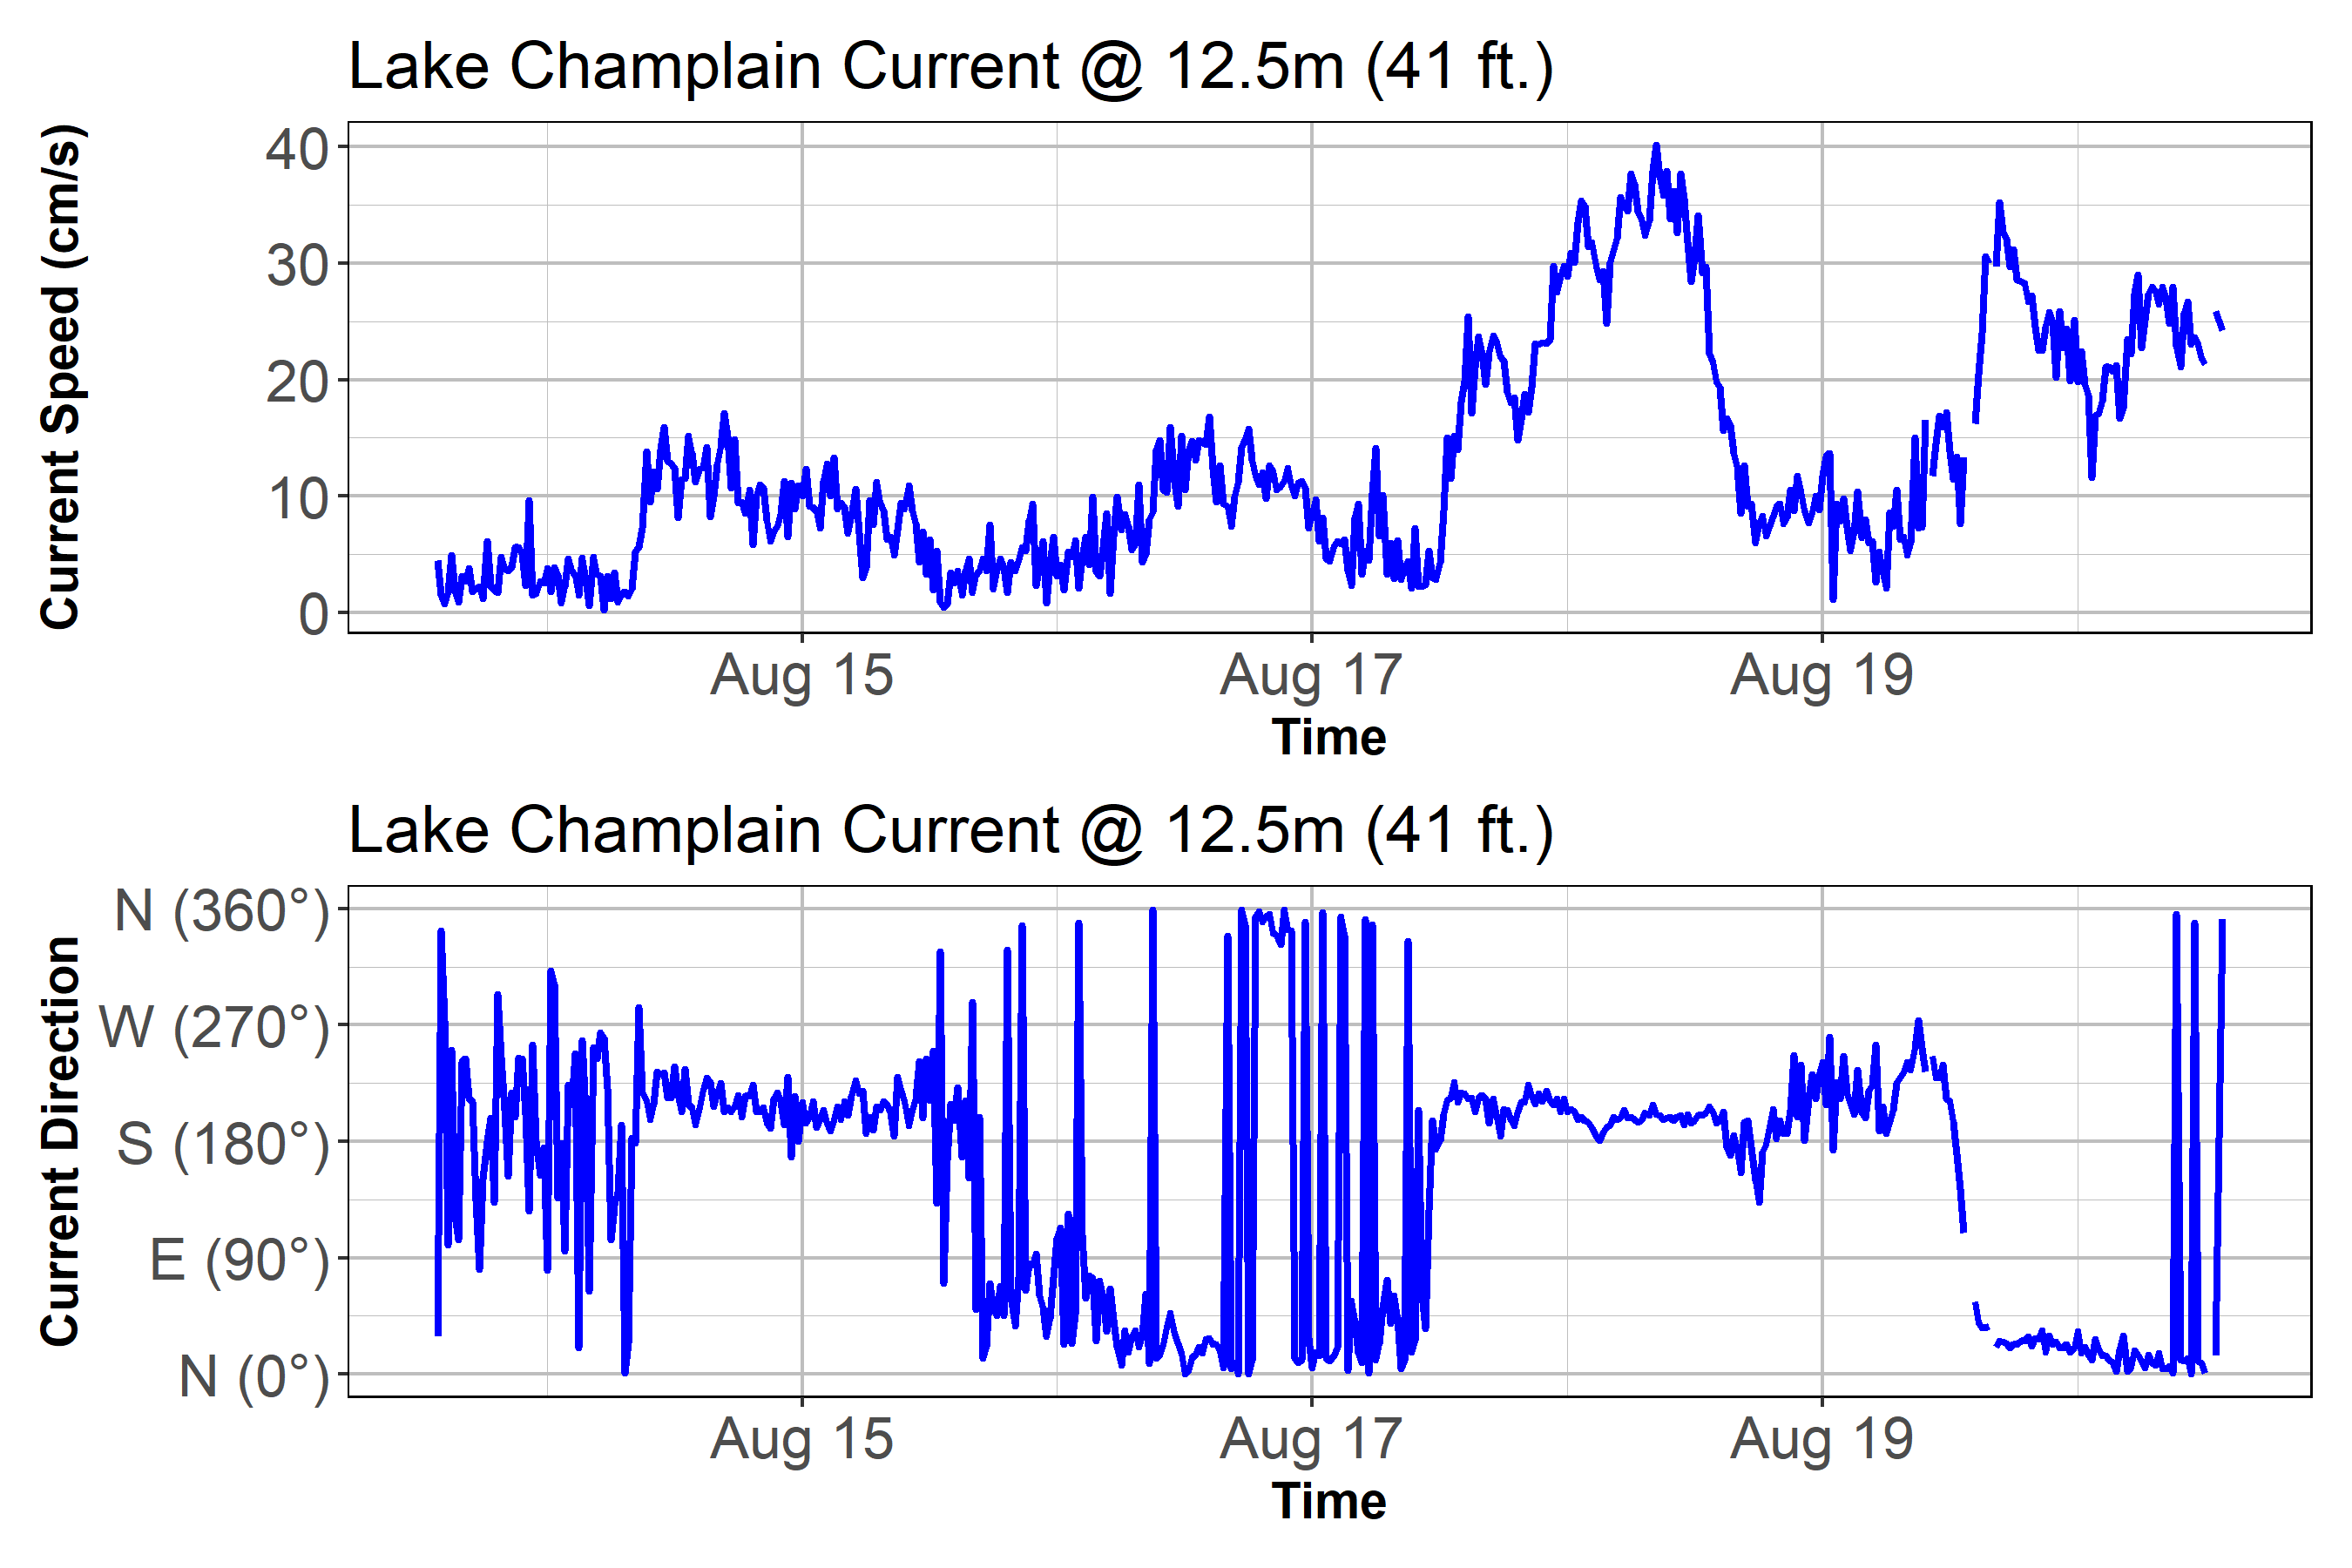 Lake Champlain Current @ 12.5m (41 ft.)
Current Speed (cm/s)
40
30
20
10
0
Aug 15 Aug 17 Aug 19
Time
Lake Champlain Current @ 12.5m (41 ft.)
Current Direction
N (360°)
W (270°)
S (180°)
E (90°)
N (0°)
Aug 15 Aug 17 Aug 19
Time